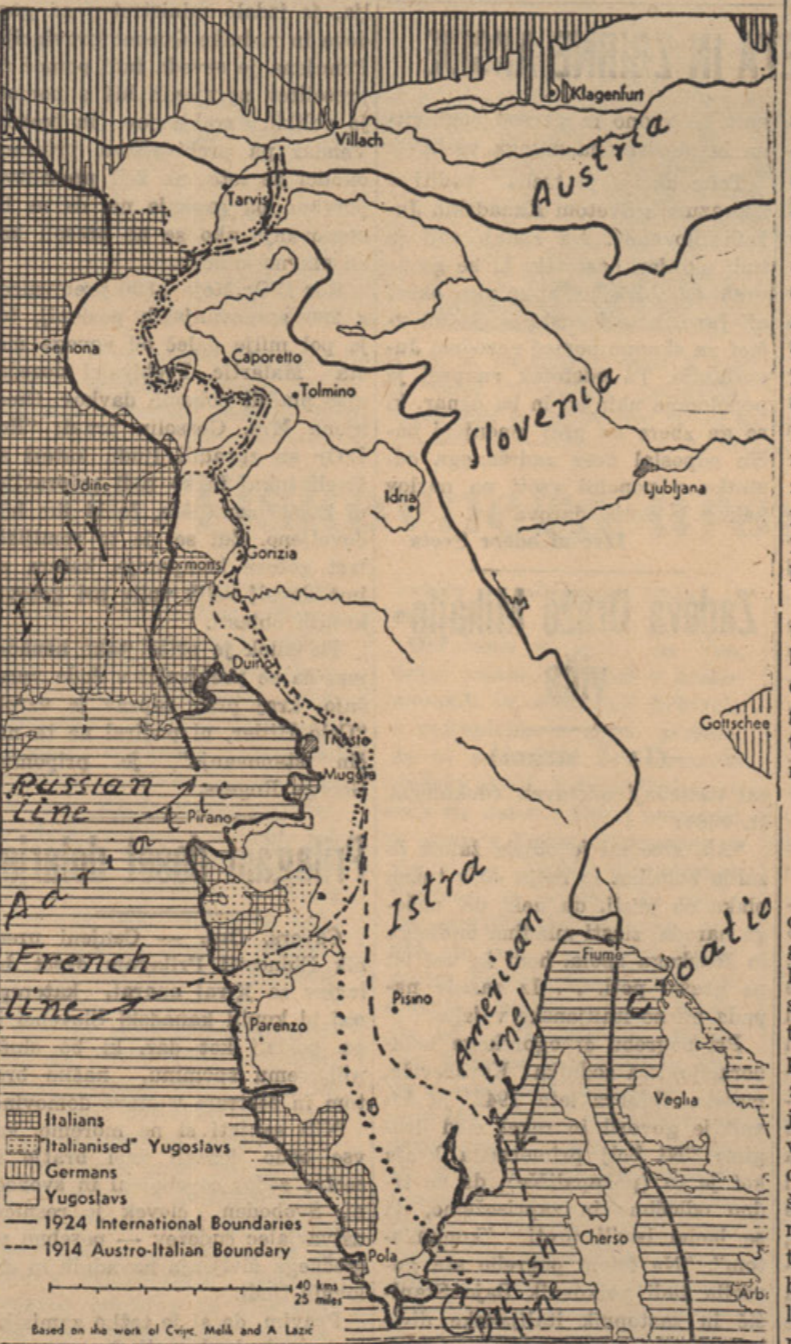 Klagenfurt
Villach
Austria
Tarvis
Gemona
Caporetto
Tolmino
Slovenia
Udine
Idria
Ljubljana
Italy
Cormons
Gorizia
Duino
Gottschee
Trieste
Muggia
Russian
line
Pirano
Adria
Istra
French
line
Fiume
Croatia
American
line
Pisino
Parenzo
Veglia
Italians
"Italianised" Yugoslavs
Germans
Yugoslavs
1924 International Boundaries
1914 Austro-Italian Boundary
Cherso
Pola
British
line
40 kms
25 miles
Based on the work of Cvijic, Melik and A Lazic